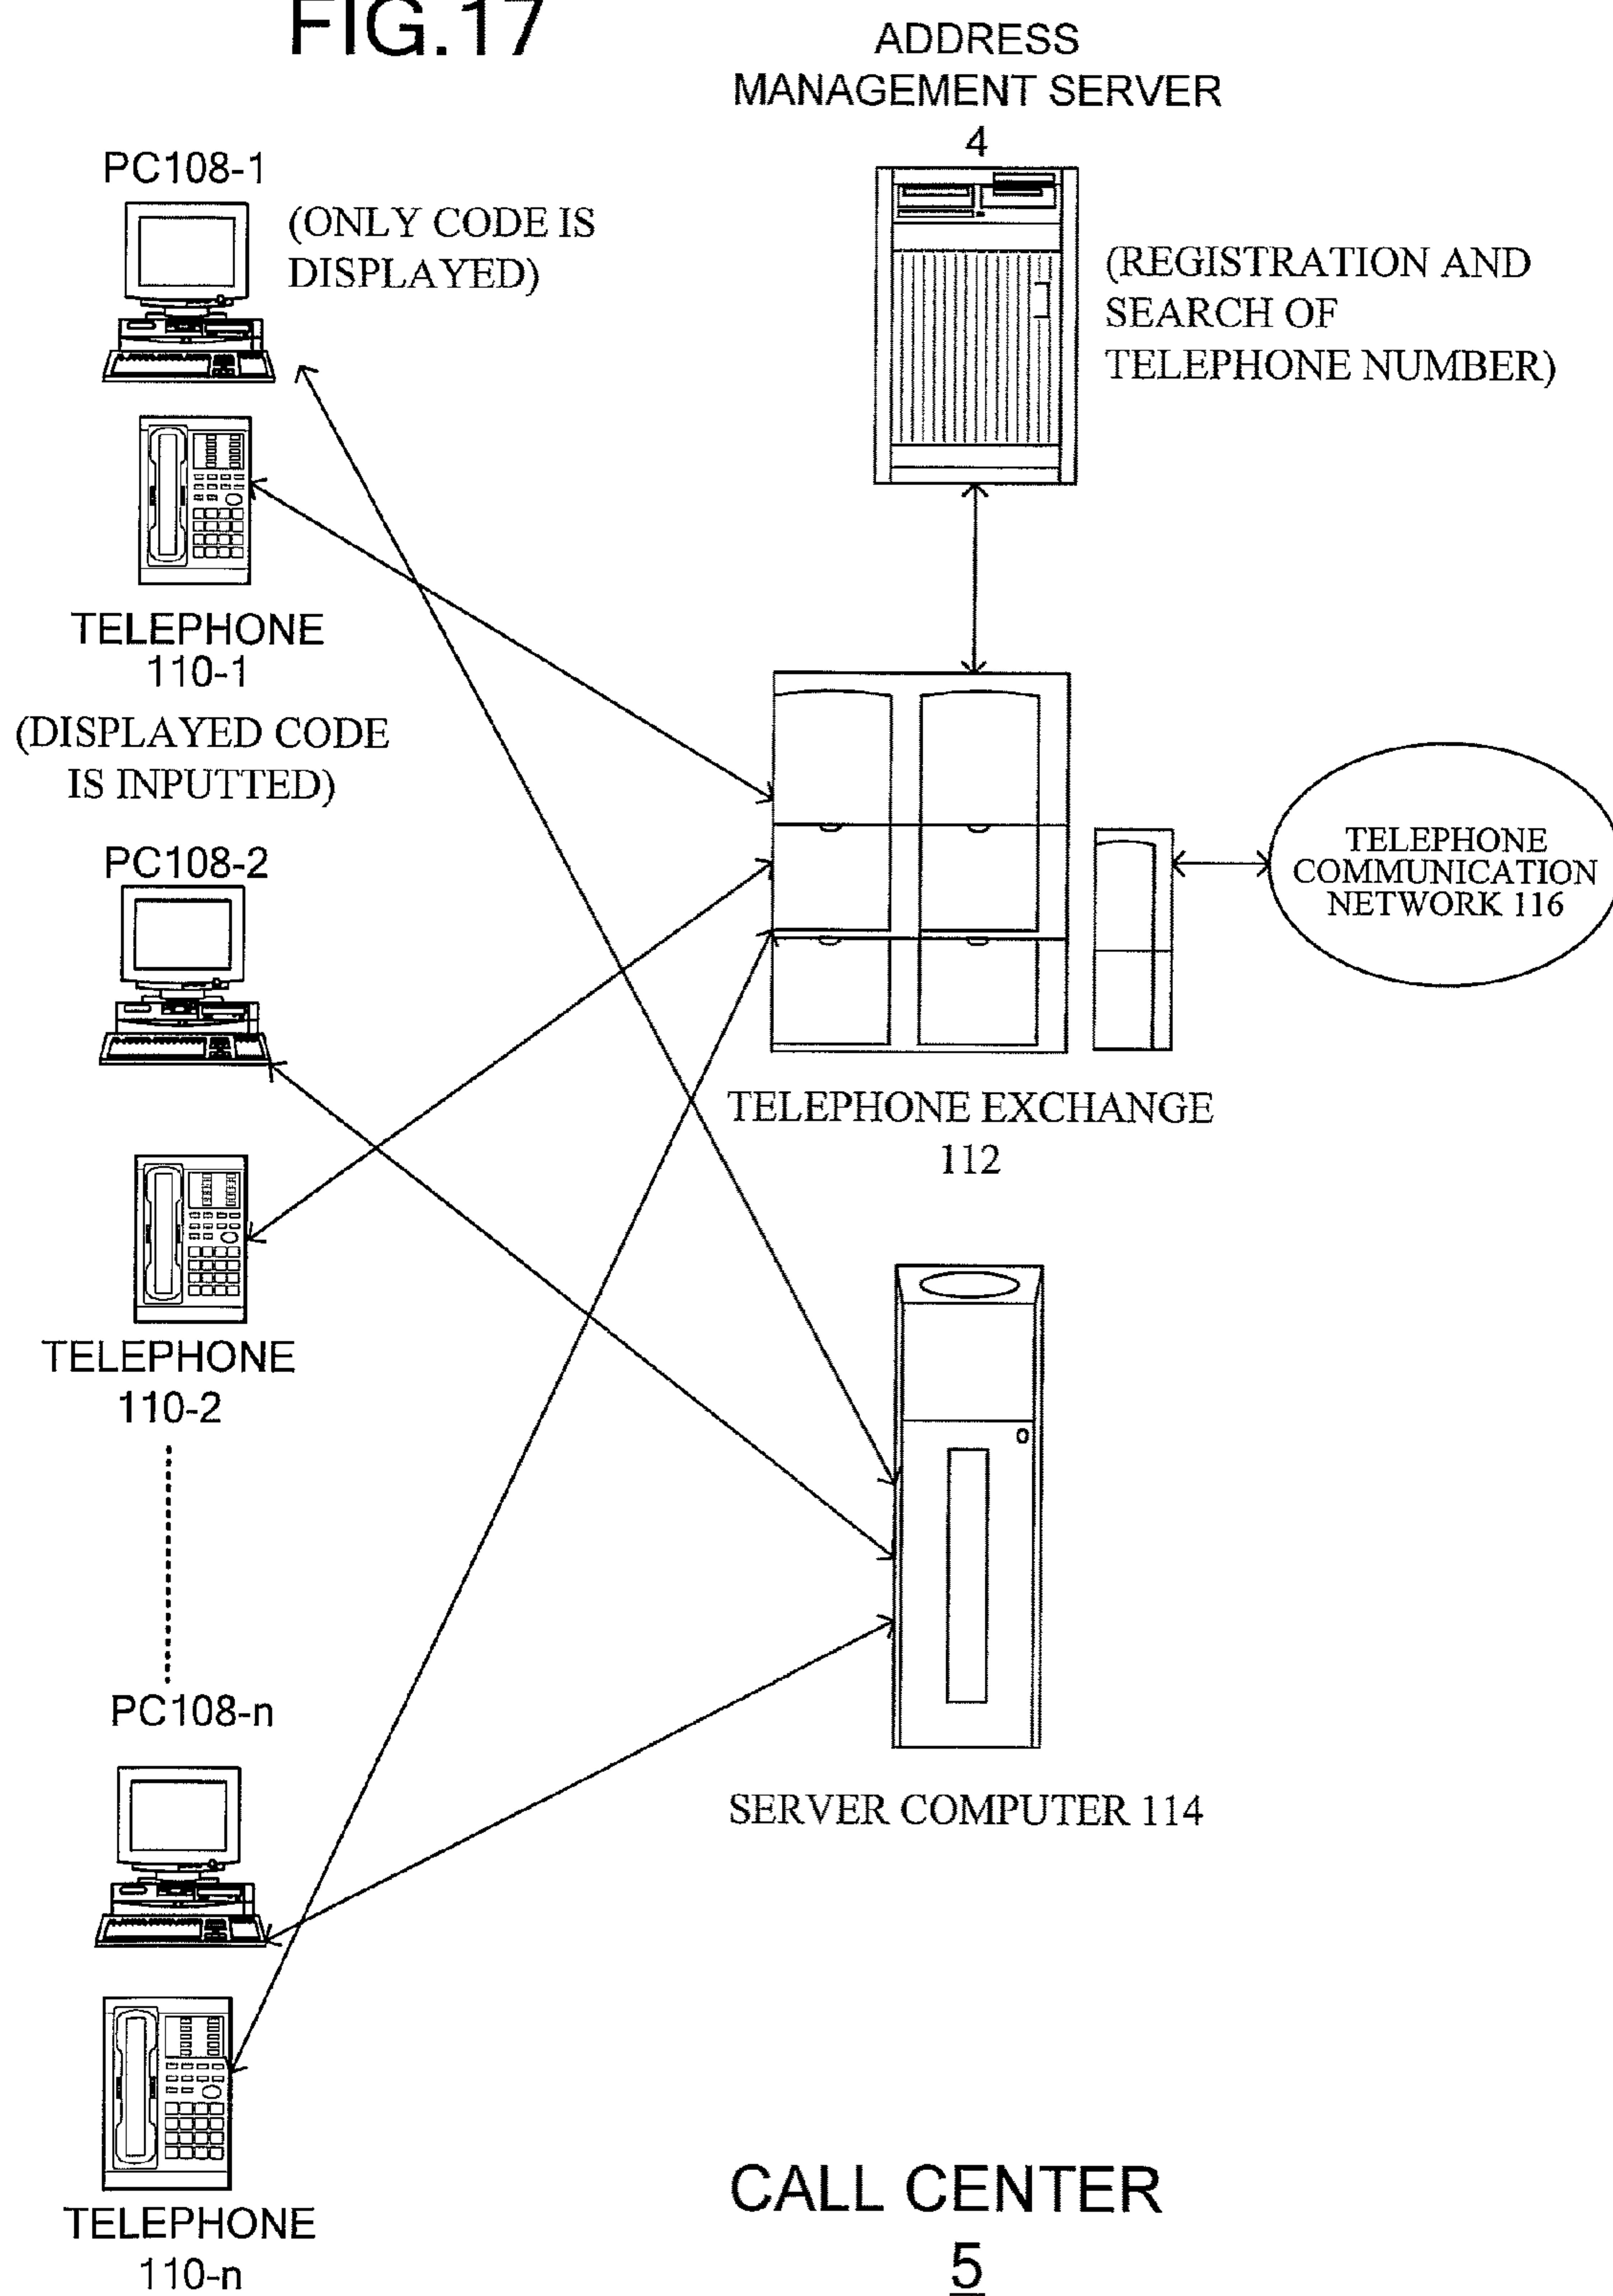 FIG.17
ADDRESS
MANAGEMENT SERVER
4
PC108-1
(ONLY CODE IS
DISPLAYED)
(REGISTRATION AND
SEARCH OF
TELEPHONE NUMBER)
TELEPHONE
110-1
(DISPLAYED CODE
IS INPUTTED)
PC108-2
TELEPHONE
COMMUNICATION
NETWORK 116
TELEPHONE EXCHANGE
112
TELEPHONE
110-2
PC108-n
SERVER COMPUTER 114
TELEPHONE
110-n
CALL CENTER
5